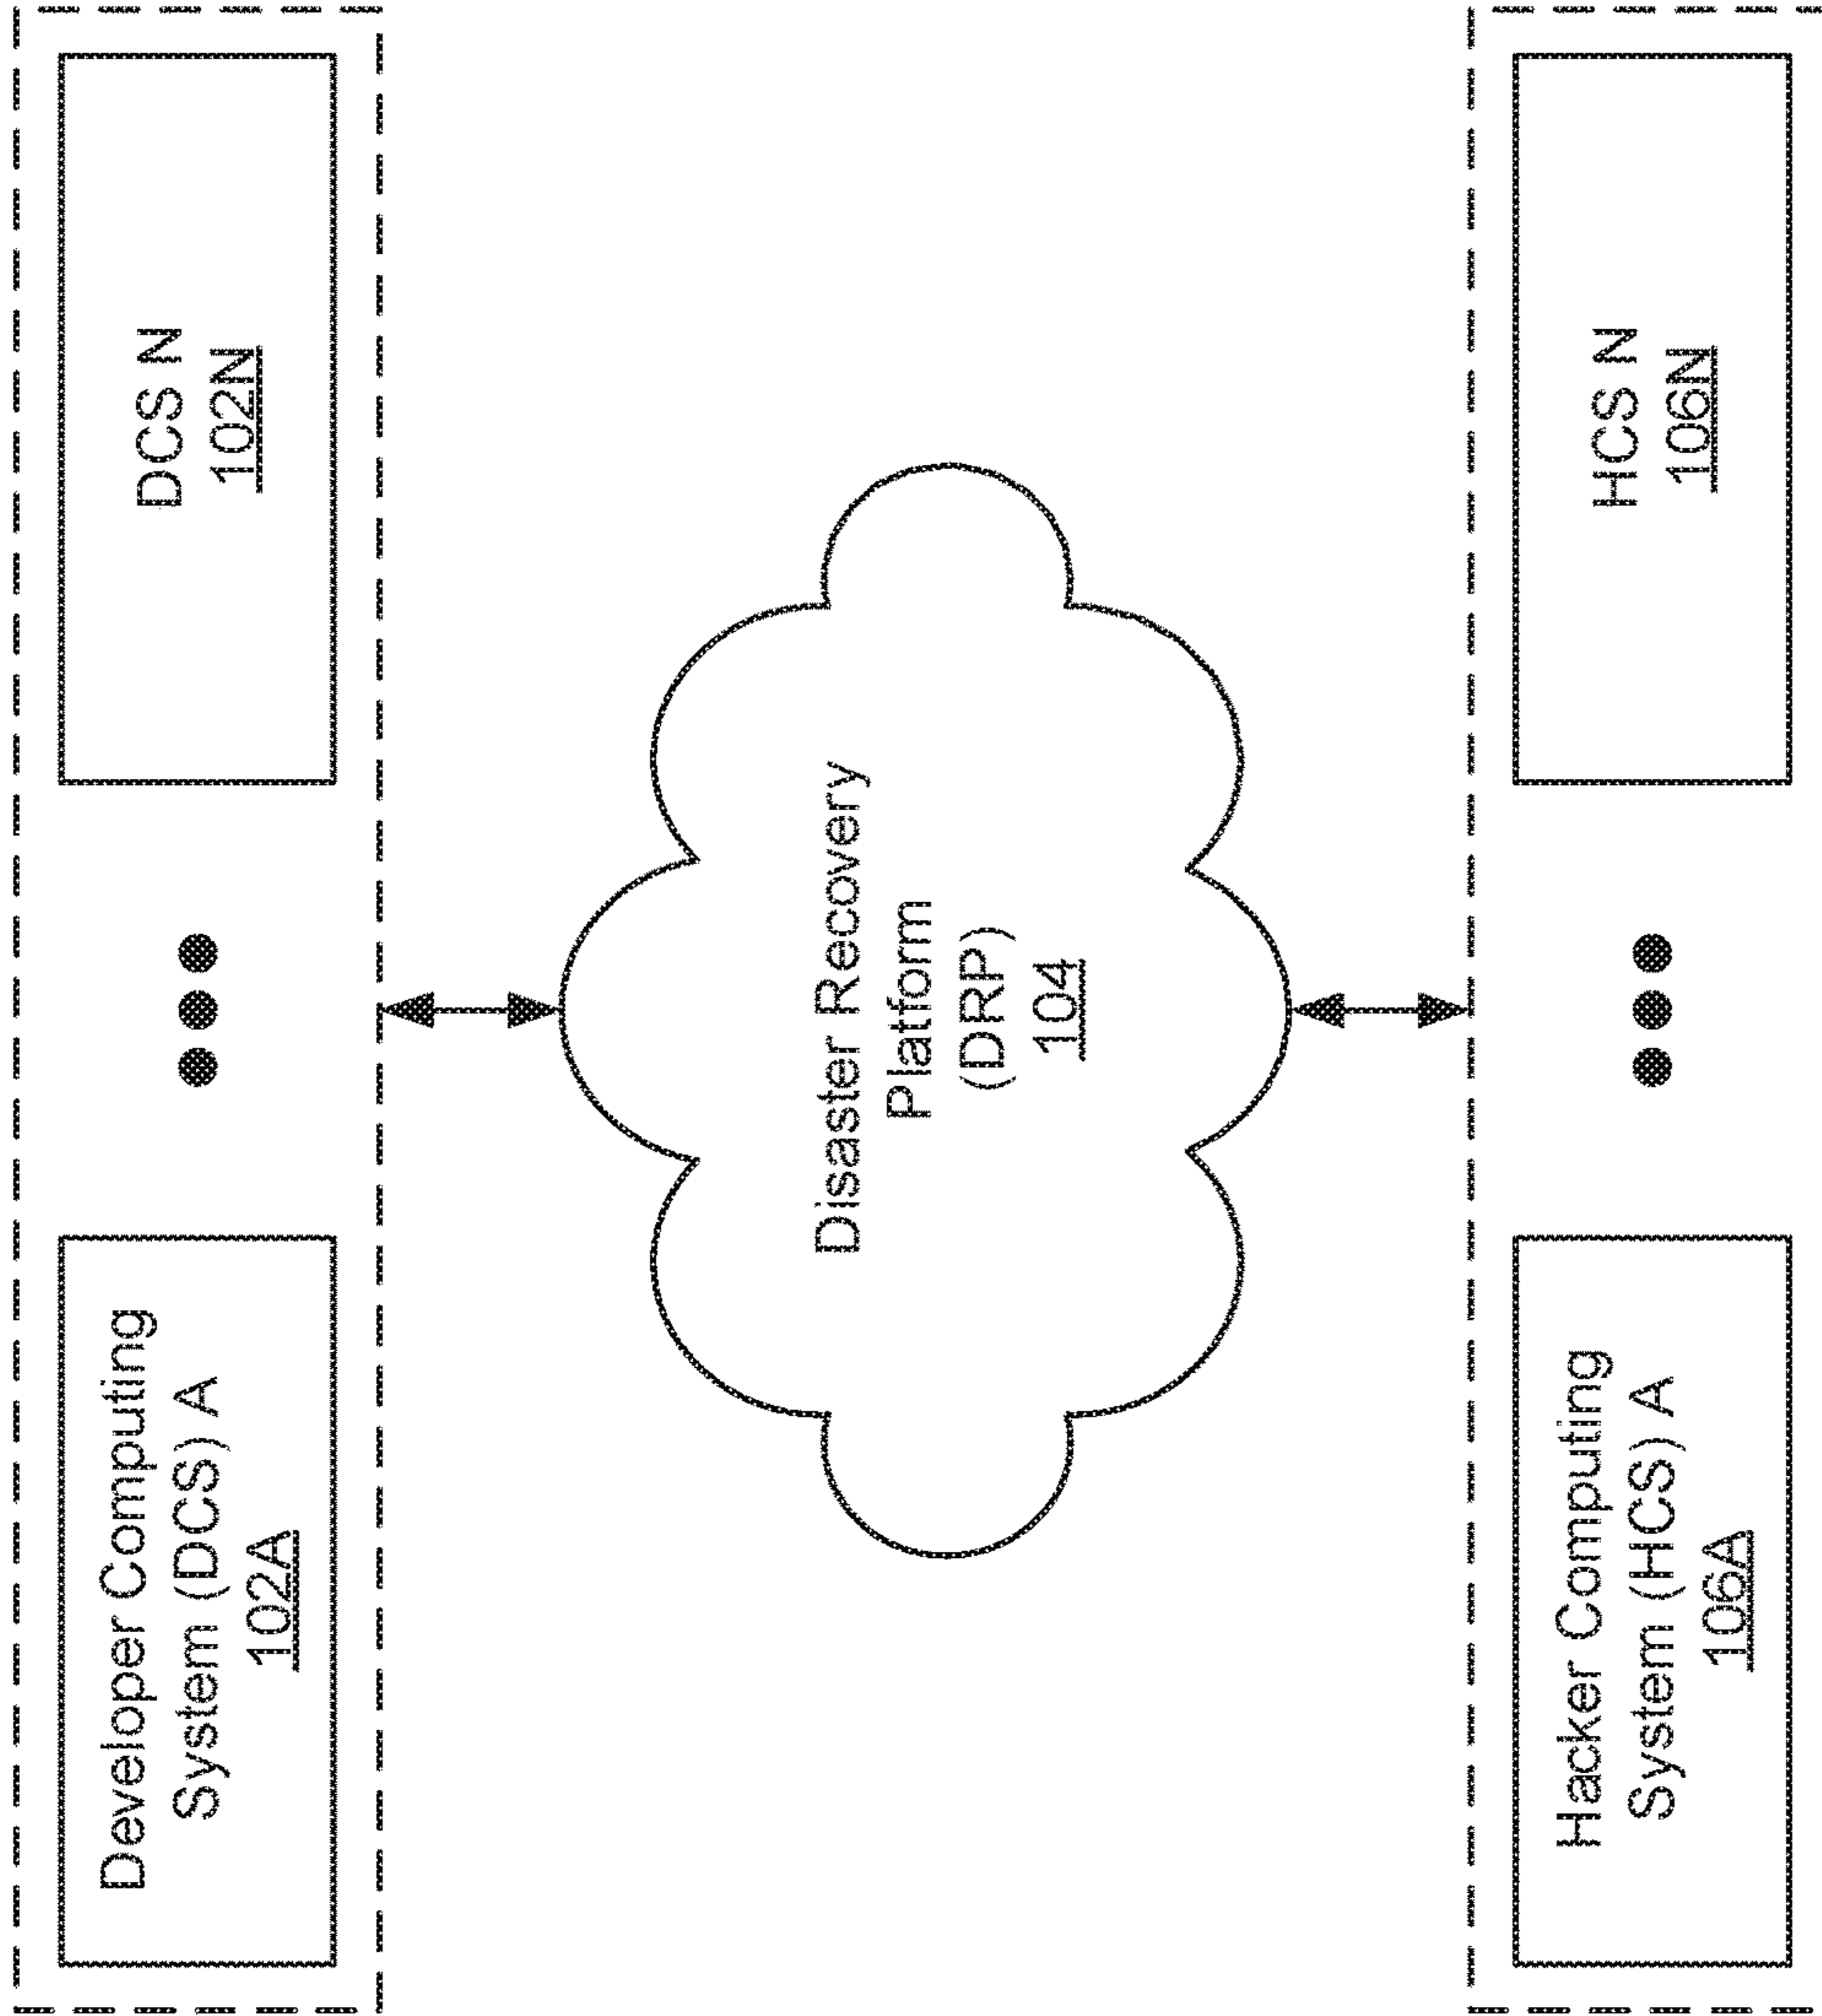 Developer Computing
System (DCS) A
102A
DCS N
102N
Disaster Recovery
Platform
(DRP)
104
Hacker Computing
System (HCS) A
106A
HCS N
106N